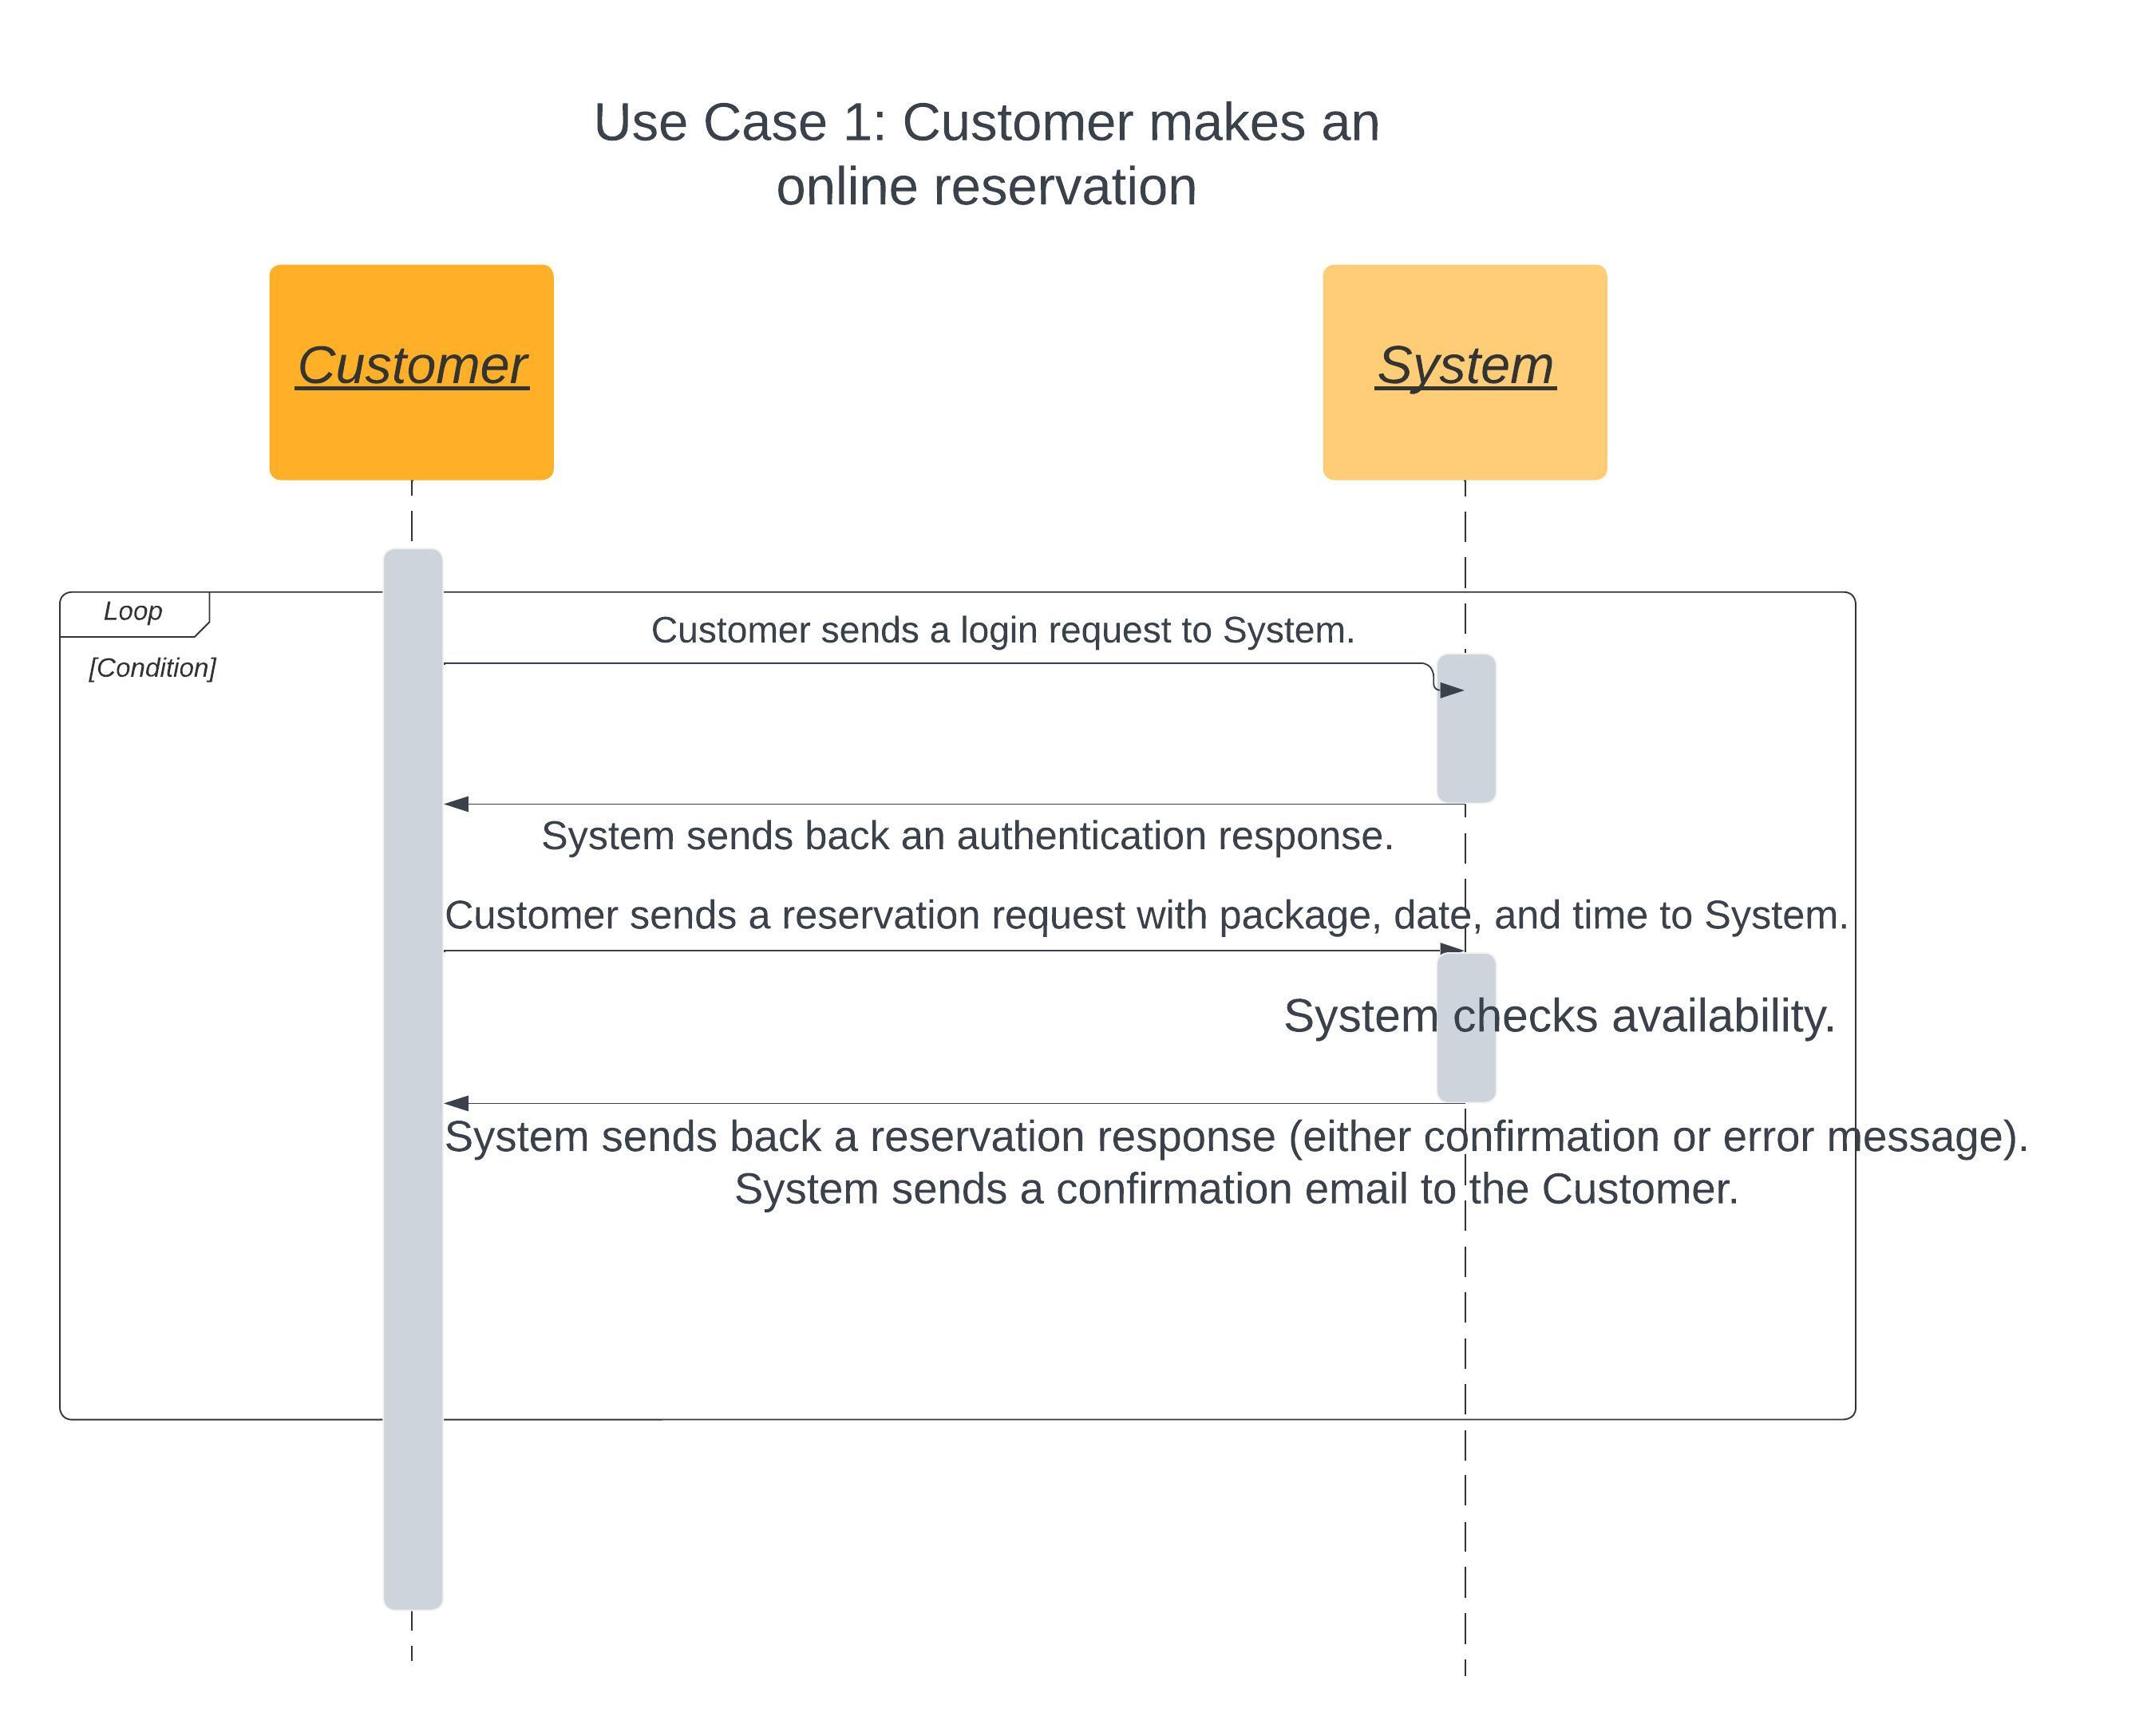 Use Case 1: Customer makes an
online reservation
Customer
System
Loop
[Condition]
Customer sends a login request to System.
System sends back an authentication response.
Customer sends a reservation request with package, date, and time to System.
System checks availability.
System sends back a reservation response (either confirmation or error message).
System sends a confirmation email to the Customer.